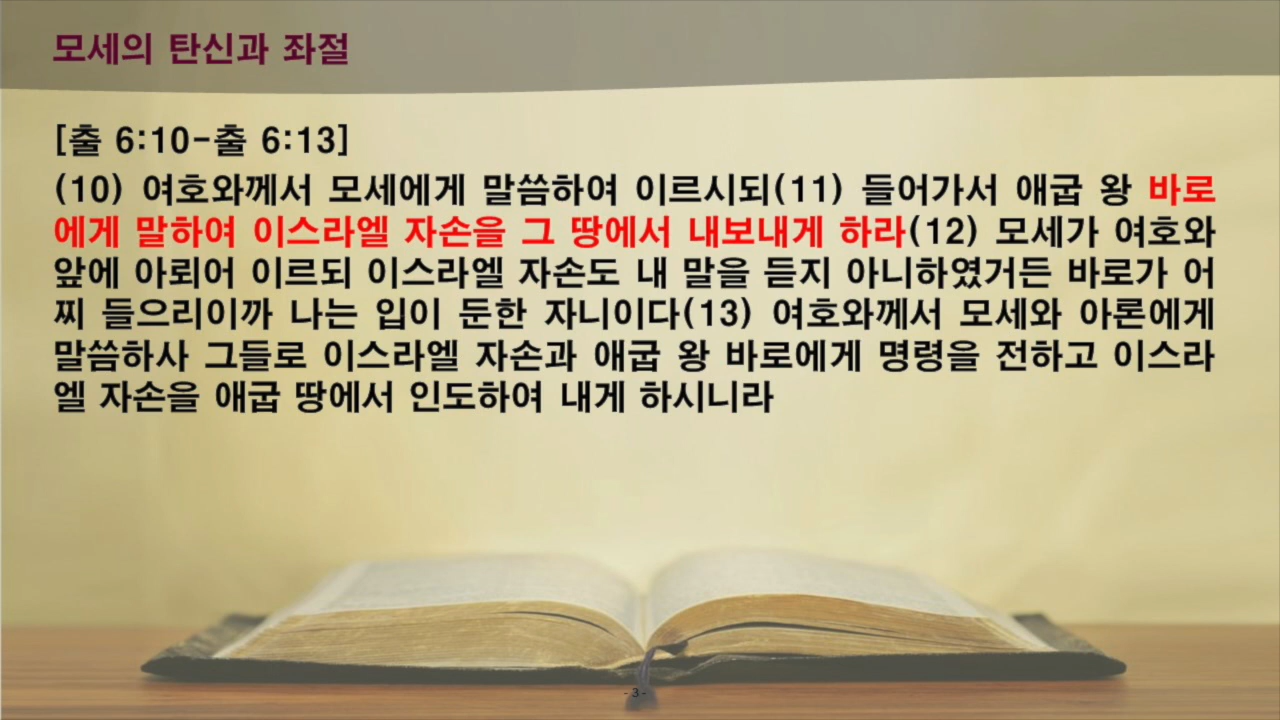 모세의 탄신과 좌절
[출 6:10-출 6:13]
(10) 여호와께서 모세에게 말씀하여 이르시되(11) 들어가서 애굽 왕 바로
에게 말하여 이스라엘 자손을 그 땅에서 내보내게 하라(12) 모세가 여호와
앞에 아뢰어 이르되 이스라엘 자손도 내 말을 듣지 아니하였거든 바로가 어
찌 들으리이까 나는 입이 둔한 자니이다(13) 여호와께서 모세와 아론에게
말씀하사 그들로 이스라엘 자손과 애굽 왕 바로에게 명령을 전하고 이스라
엘 자손을 애굽 땅에서 인도하여 내게 하시니라
- 3 -